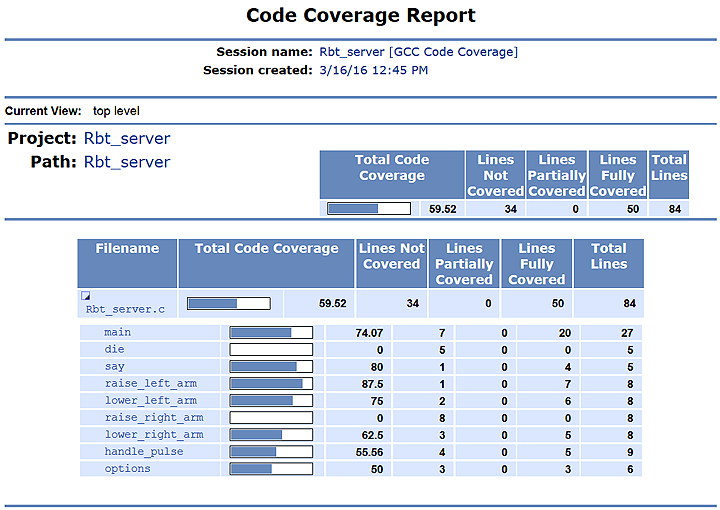 Code Coverage Report
Session name: Rbt_server [GCC Code Coverage]
Session created: 3/16/16 12:45 PM
Current View: top level
Project: Rbt_server
Path: Rbt_server
Total Code Coverage Lines Not Covered Lines Partially Covered Lines Fully Covered Total Lines
59.52 34 0 50 84
Filename Total Code Coverage Lines Not Covered Lines Partially Covered Lines Fully Covered Total Lines
Rbt_server.c 59.52 34 0 50 84
main 74.07 7 0 20 27
die 0 5 0 0 5
say 80 1 0 4 5
raise_left_arm 87.5 1 0 7 8
lower_left_arm 75 2 0 6 8
raise_right_arm 0 8 0 0 8
lower_right_arm 62.5 3 0 5 8
handle_pulse 55.56 4 0 5 9
options 50 3 0 3 6